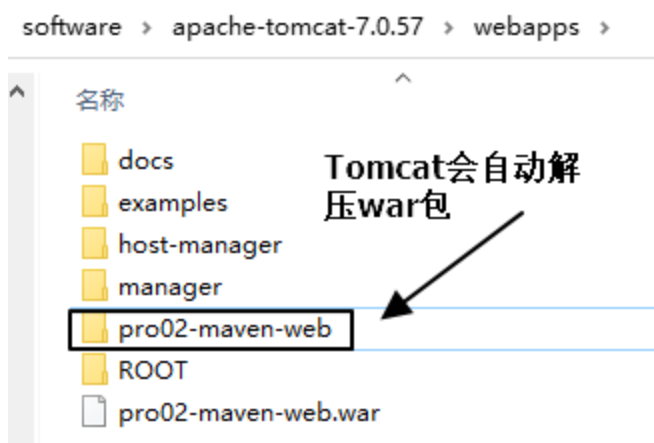 software > apache-tomcat-7.0.57 > webapps >
名称
docs
Tomcat会自动解
压war包
examples
host-manager
manager
pro02-maven-web
ROOT
pro02-maven-web.war